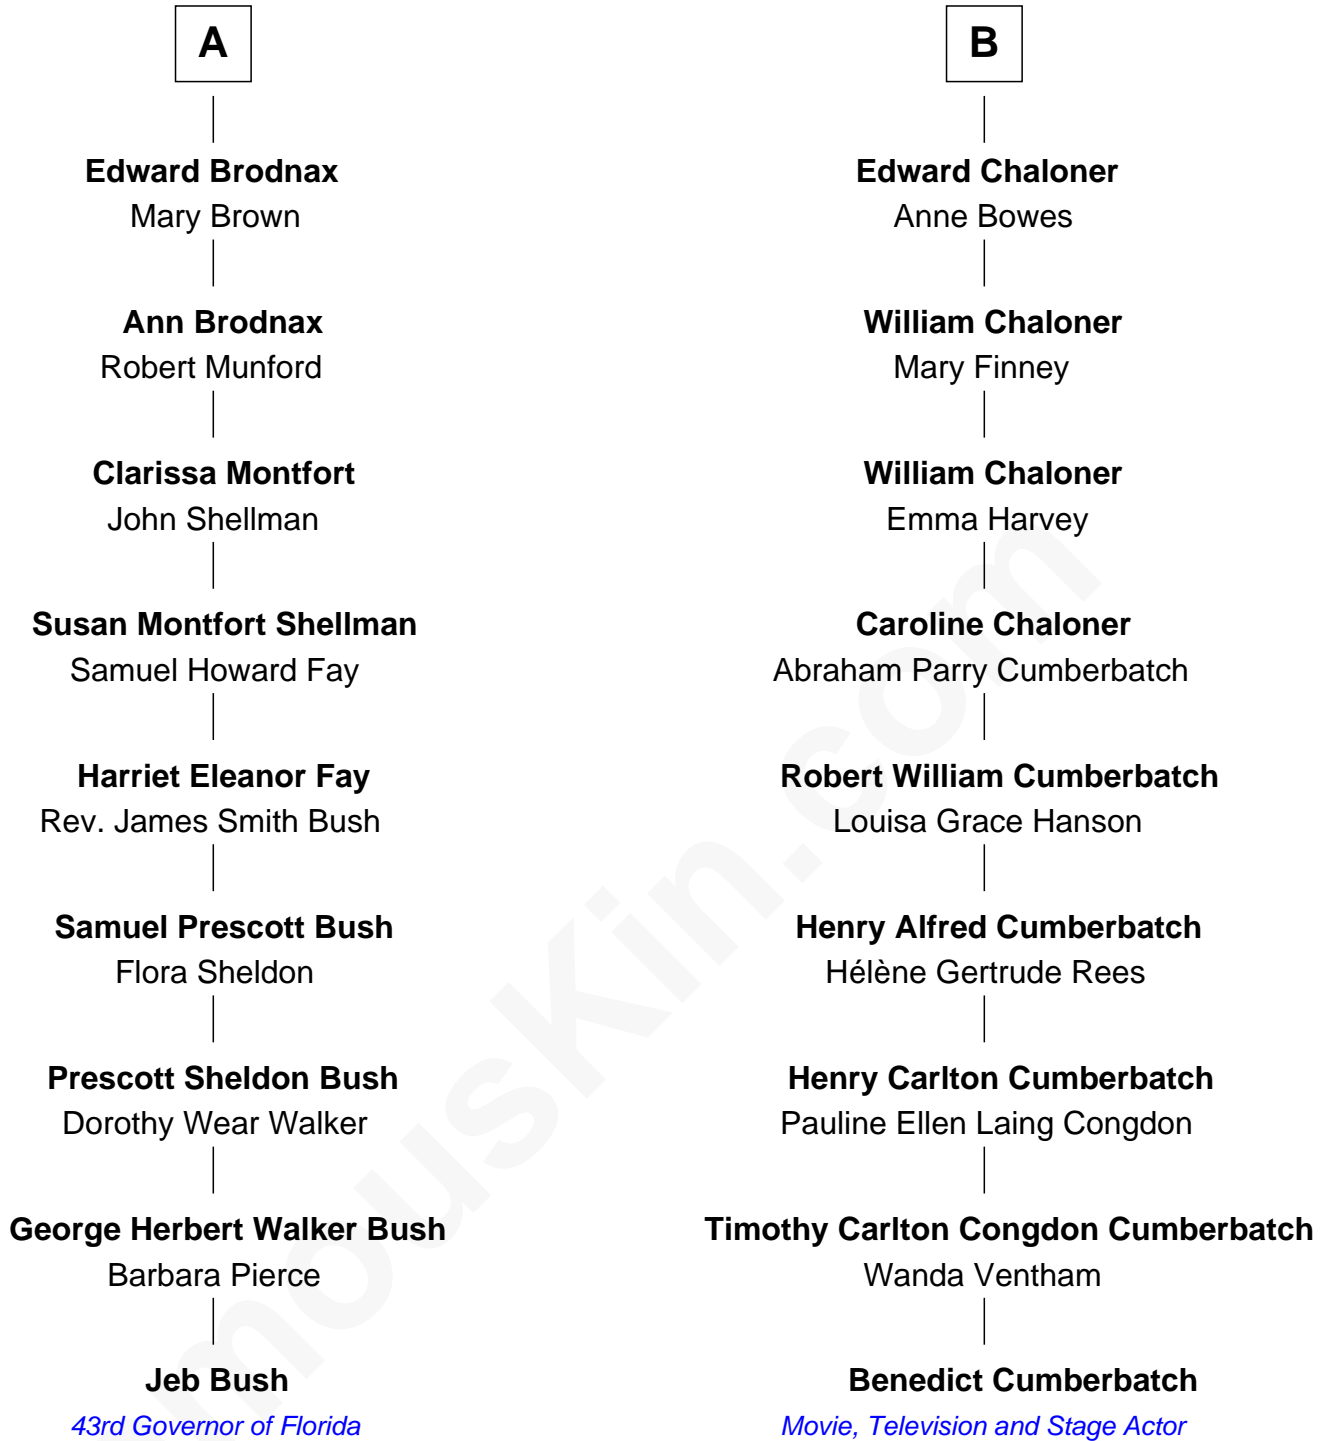 A
Edward Brodnax
Mary Brown
Ann Brodnax
Robert Munford
Clarissa Montfort
John Shellman
Susan Montfort Shellman
Samuel Howard Fay
Harriet Eleanor Fay
Rev. James Smith Bush
Samuel Prescott Bush
Flora Sheldon
Prescott Sheldon Bush
Dorothy Wear Walker
George Herbert Walker Bush
Barbara Pierce
Jeb Bush
43rd Governor of Florida
B
Edward Chaloner
Anne Bowes
William Chaloner
Mary Finney
William Chaloner
Emma Harvey
Caroline Chaloner
Abraham Parry Cumberbatch
Robert William Cumberbatch
Louisa Grace Hanson
Henry Alfred Cumberbatch
Hélène Gertrude Rees
Henry Carlton Cumberbatch
Pauline Ellen Laing Congdon
Timothy Carlton Congdon Cumberbatch
Wanda Ventham
Benedict Cumberbatch
Movie, Television and Stage Actor
mousKin.com